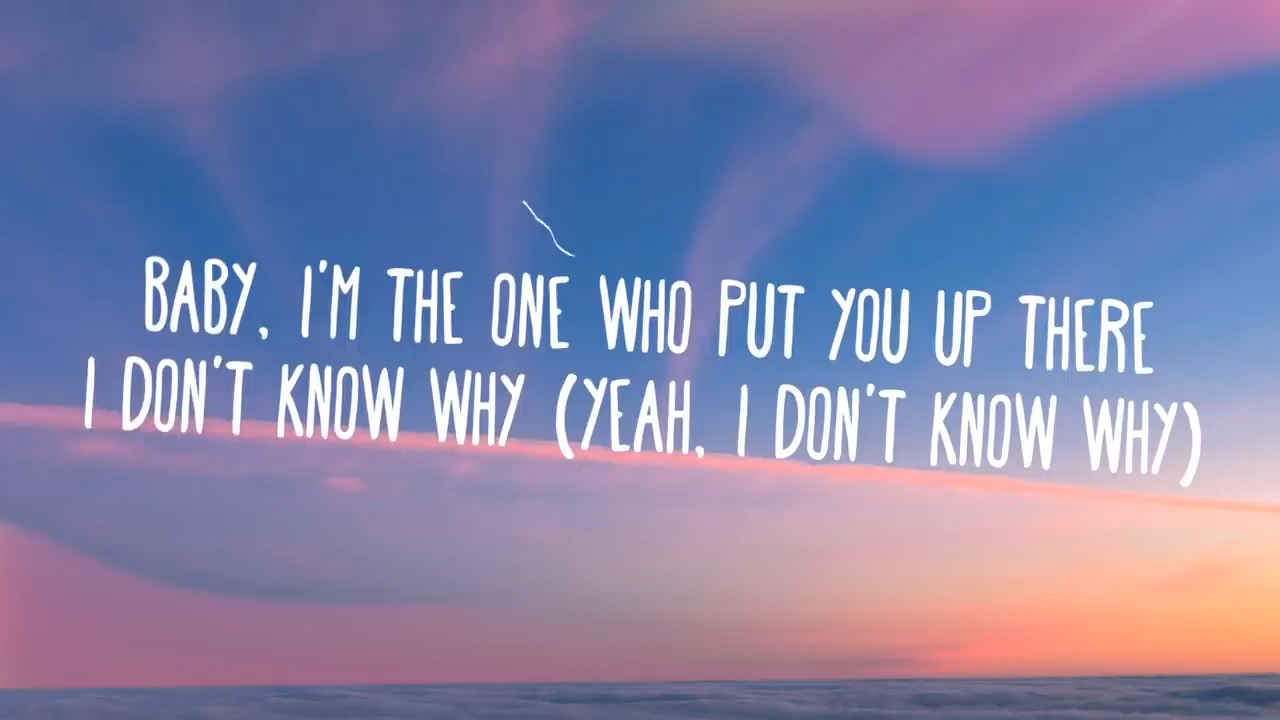 BABY, I'M THE ONE WHO PUT YOU UP THERE
I DON'T KNOW WHY (YEAH, I DON'T KNOW WHY)